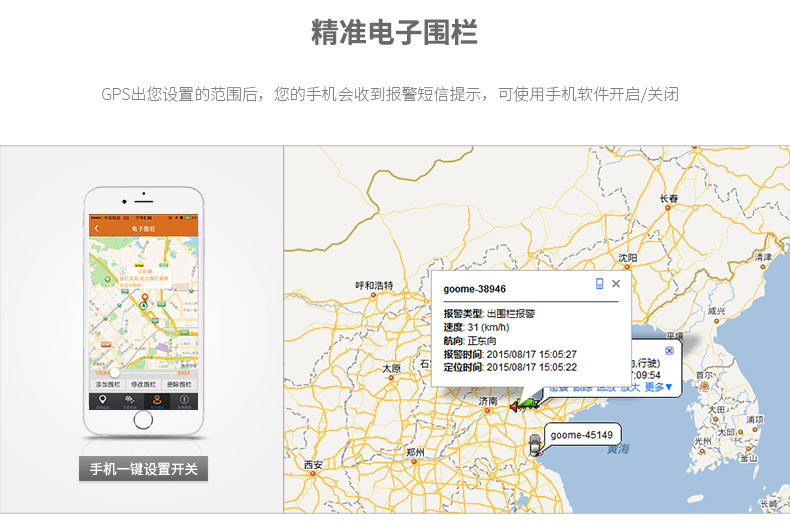 精准电子围栏
GPS出您设置的范围后，您的手机会收到报警短信提示，可使用手机软件开启/关闭
电子围栏
100M
5KM
添加围栏
修改围栏
删除围栏
手机一键设置开关
长春
沈阳
清津
呼和浩特
咸兴
平壤
goome-38946
报警类型: 出围栏报警
速度: 31 (km/h)
航向: 正东向
报警时间: 2015/08/17 15:05:27
定位时间: 2015/08/17 15:05:22
行驶)
:09:54
跟踪 回放 放大 更多▼
太原
石
济南
首尔
大田
大邱
浦项
光州
釜山
goome-45149
黄海
郑州
西安
长崎